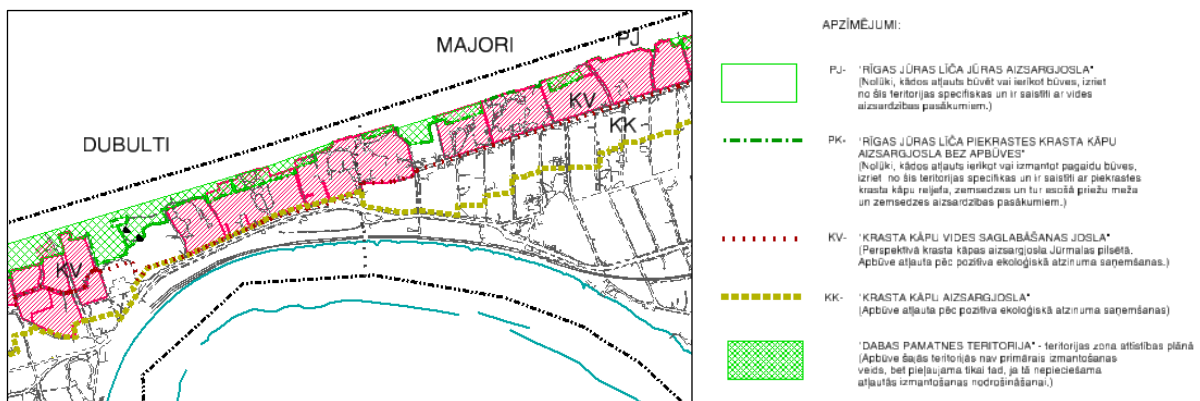 MAJORI
PJ
KV
KK
DUBULTI
KV
APZĪMĒJUMI:
PJ- "RĪGAS JŪRAS LĪČA JŪRAS AIZSARGJOSLA"
(Nolūki, kādos atļauts būvēt vai ierīkot būves, izriet
no šīs teritorijas specifiskas un ir saistīti ar vides
aizsardzības pasākumiem.)
PK- "RĪGAS JŪRAS LĪČA PIEKRASTES KRASTA KĀPU
AIZSARGJOSLA BEZ APBŪVES"
(Nolūki, kādos atļauts ierīkot vai izmantot pagaidu būves,
izriet no šīs teritorijas specifikas un ir saistīti ar piekrastes
krasta kāpu reljefa, zemsedzes un tur esošā priežu meža
un zemsedzes aizsardzības pasākumiem.)
KV- "KRASTA KĀPU VIDES SAGLABĀŠANAS JOSLA"
(Perspektīvā krasta kāpas aizsargjosla Jūrmalas pilsētā.
Apbūve atļauta pēc pozitīva ekoloģiskā atzinuma saņemšanas.)
KK- "KRASTA KĀPU AIZSARGJOSLA"
(Apbūve atļauta pēc pozitīva ekoloģiskā atzinuma saņemšanas)
"DABAS PAMATNES TERITORIJA" - teritorijas zona attīstības plānā
(Apbūve šajās teritorijās nav primārais izmantošanas
veids, bet pieļaujama tikai tad, ja tā nepieciešama
atļautās izmantošanas nodrošināšanai.)